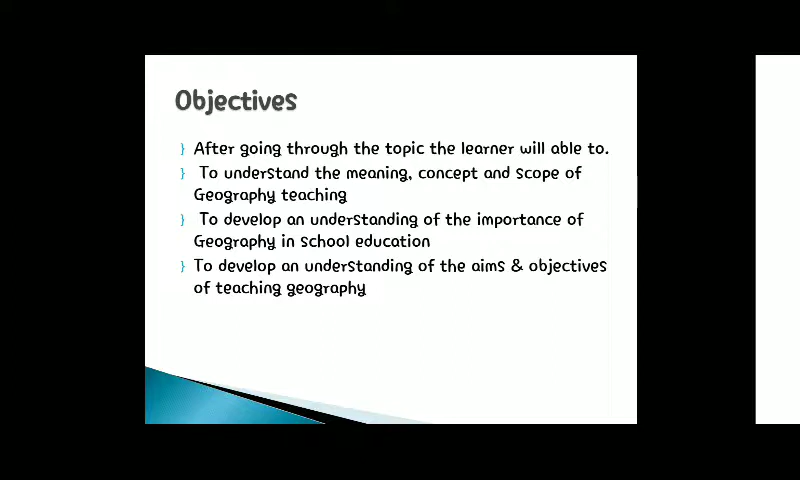 Objectives
} After going through the topic the learner will able to.
} To understand the meaning, concept and scope of
Geography teaching
} To develop an understanding of the importance of
Geography in school education
} To develop an understanding of the aims & objectives
of teaching geography